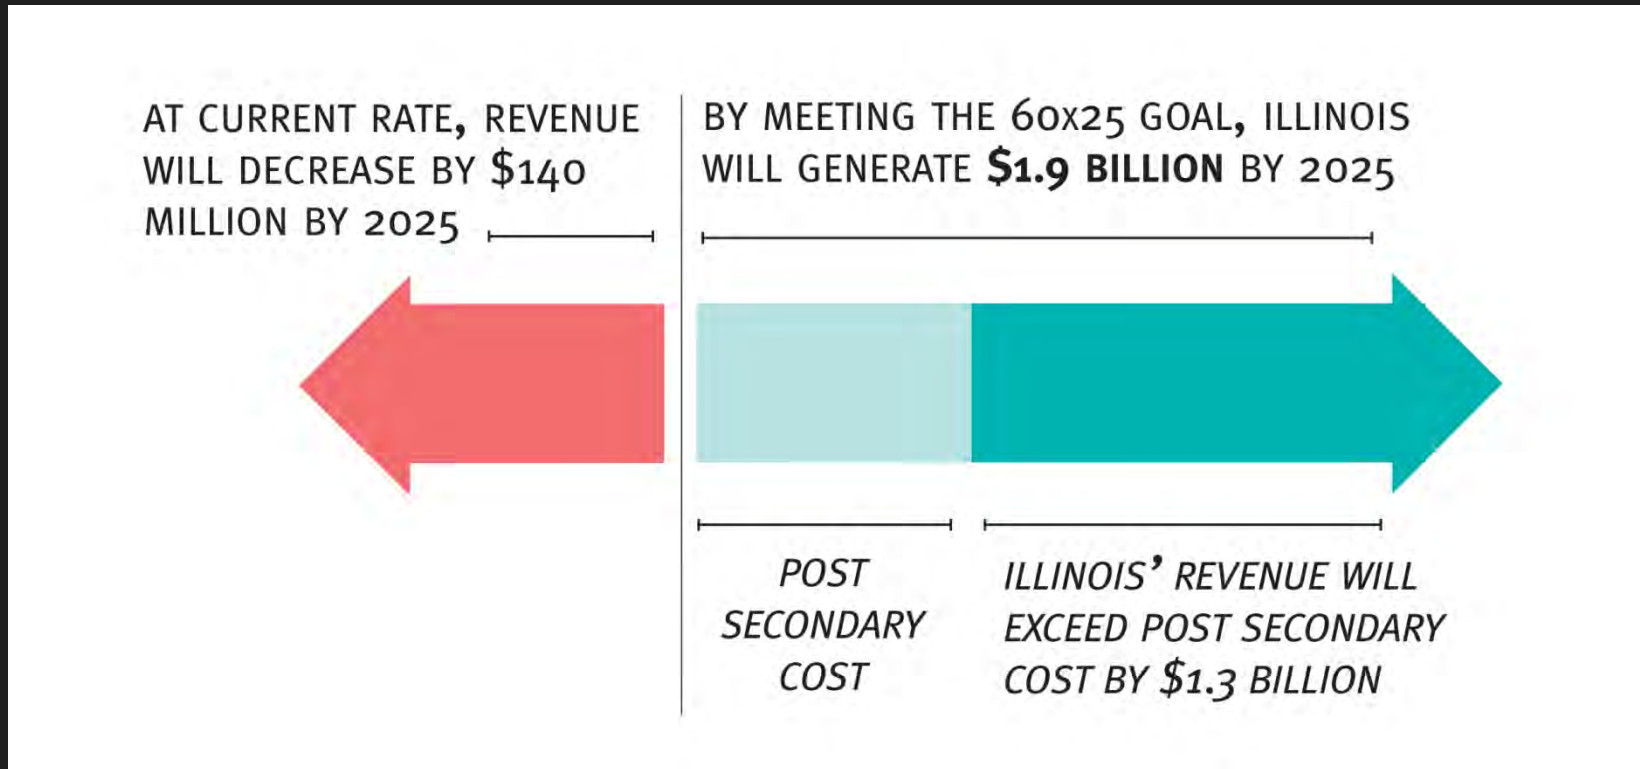 AT CURRENT RATE, REVENUE
WILL DECREASE BY $140
MILLION BY 2025
BY MEETING THE 60x25 GOAL, ILLINOIS
WILL GENERATE $1.9 BILLION BY 2025
POST
SECONDARY
COST
ILLINOIS’ REVENUE WILL
EXCEED POST SECONDARY
COST BY $1.3 BILLION